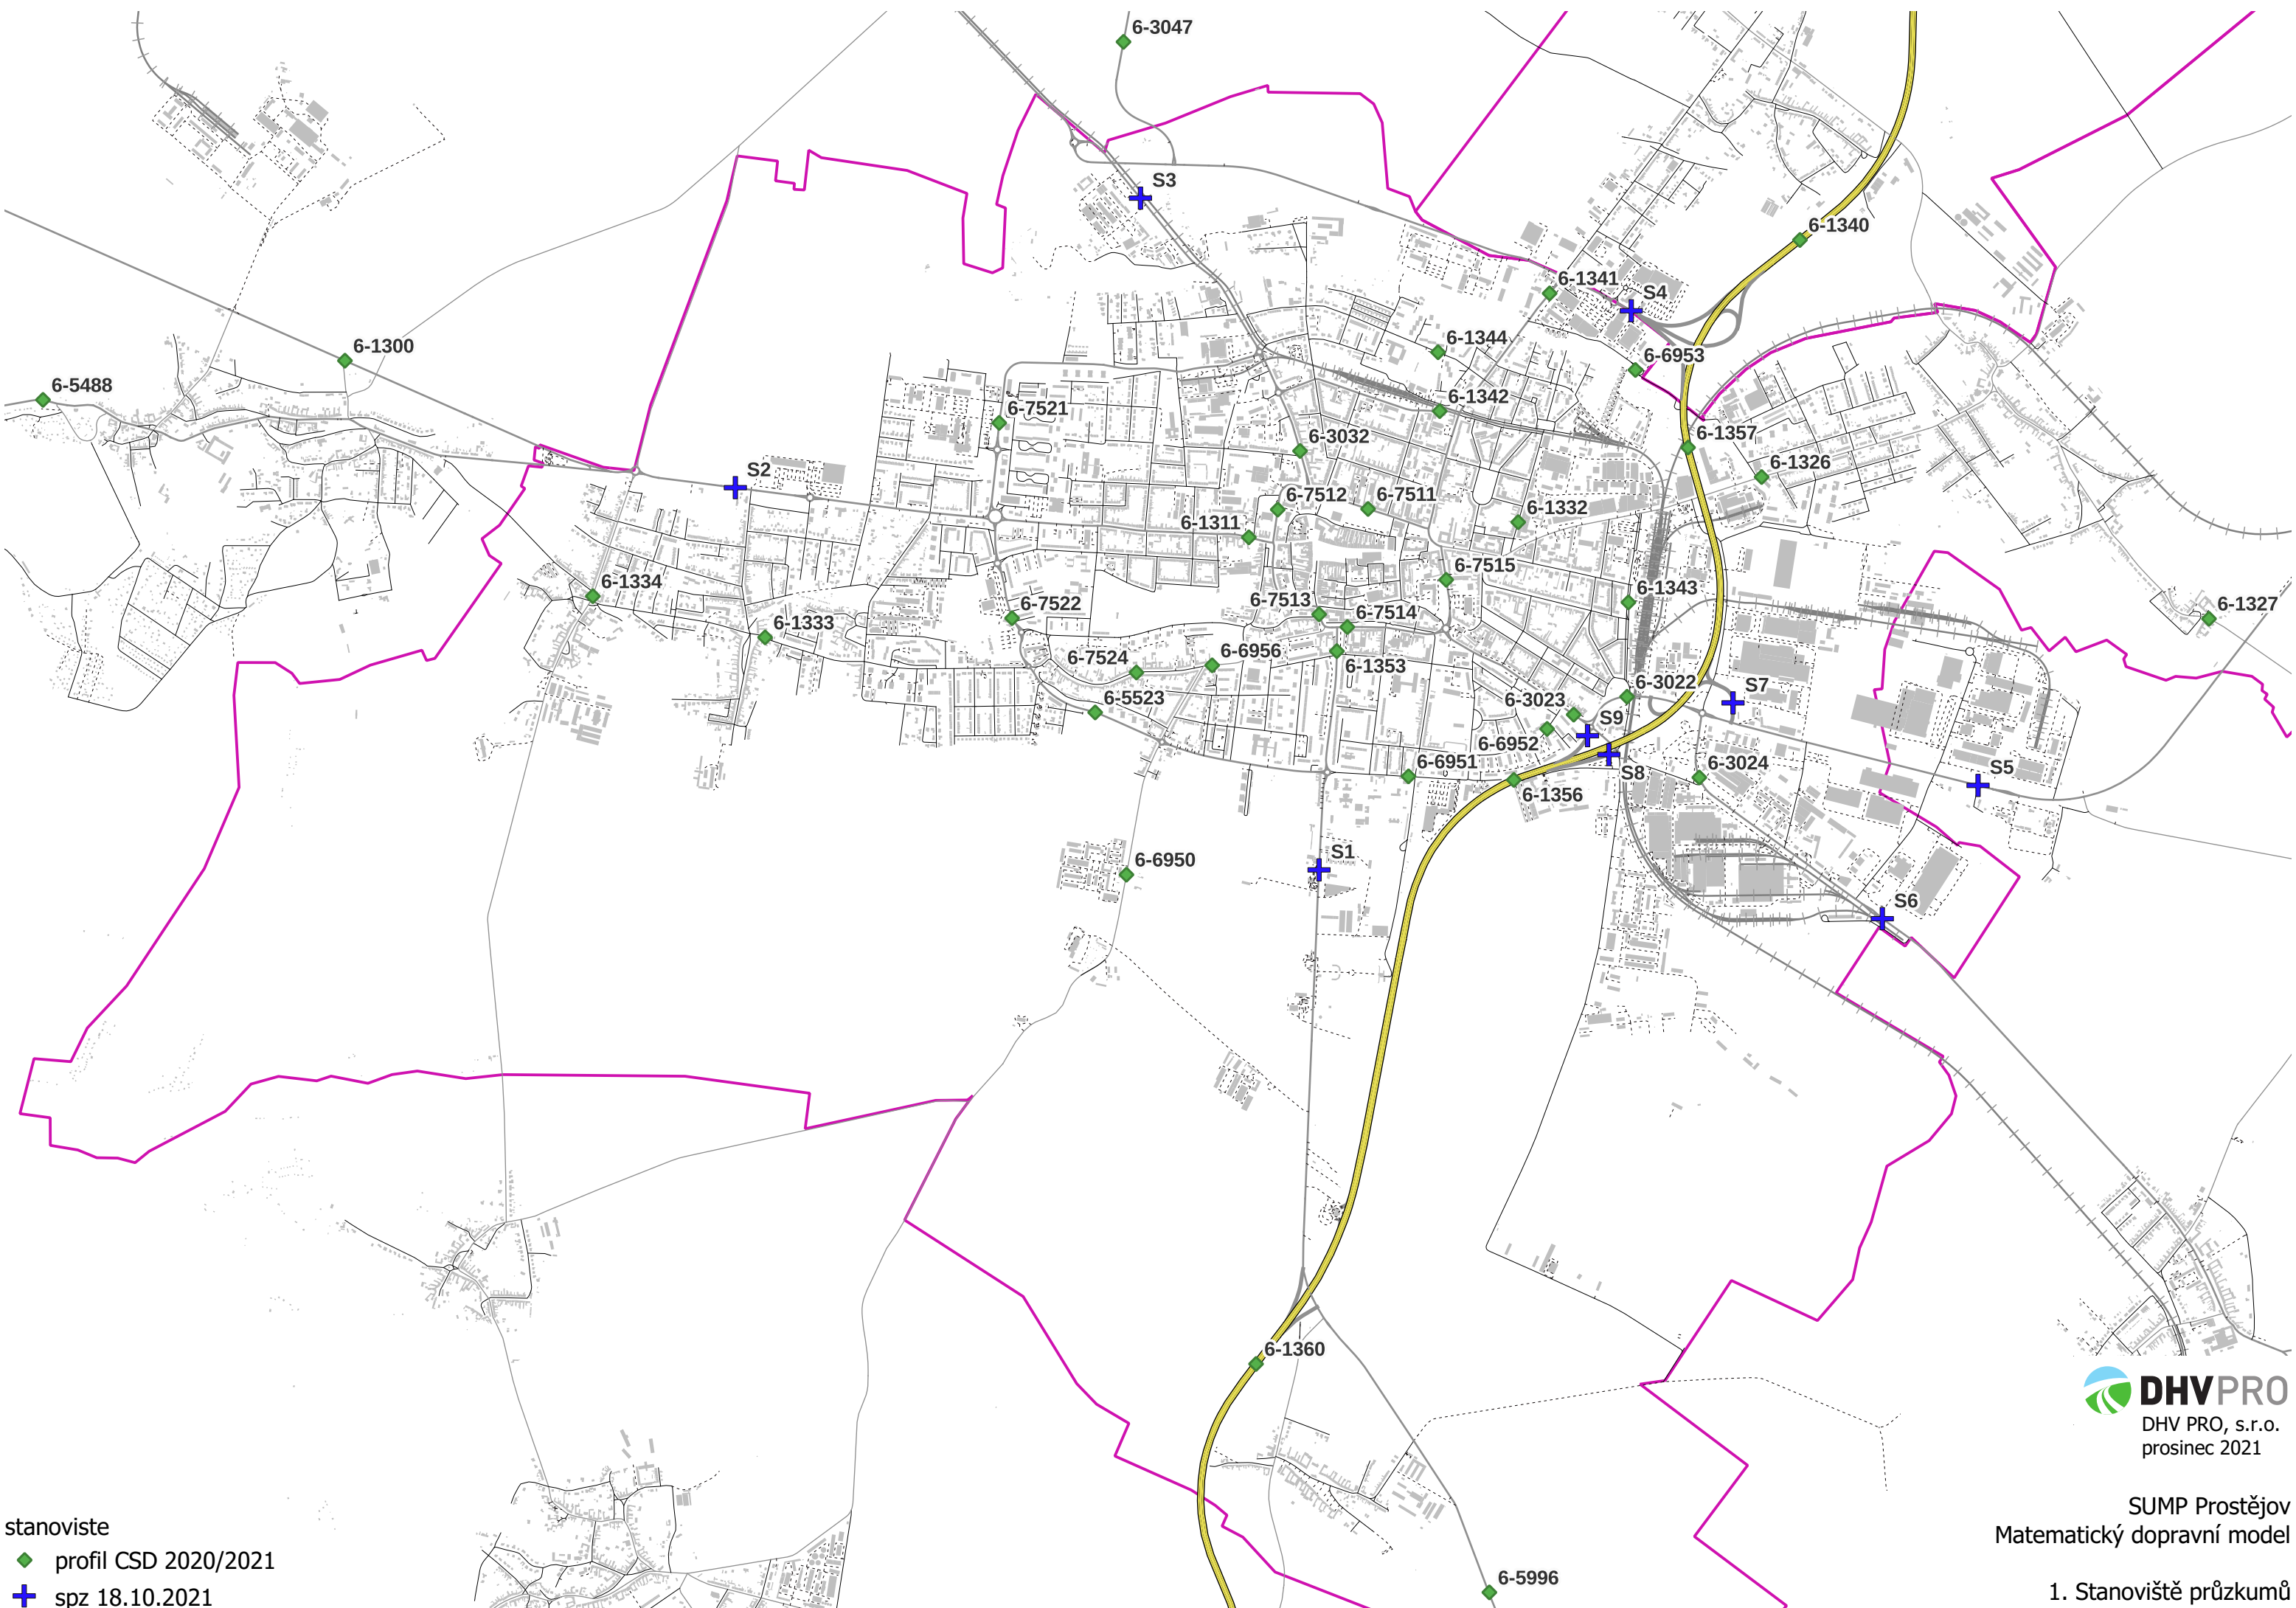 6-3047
S3
6-1340
6-1341
S4
6-1300
6-1344
6-6953
6-5488
6-7521
6-1342
6-3032
6-1357
S2
6-1326
6-7512
6-7511
6-1311
6-1332
6-1334
6-7515
6-1343
6-7522
6-7513
6-7514
6-1327
6-1333
6-7524
6-6956
6-1353
6-5523
6-3022
S7
6-3023
S9
6-6952
6-6951
S8
6-3024
S5
6-1356
S1
6-6950
S6
6-1360
DHVPRO
DHV PRO, s.r.o.
prosinec 2021
SUMP Prostějov
Matematický dopravní model
1. Stanoviště průzkumů
6-5996
stanoviste
profil CSD 2020/2021
spz 18.10.2021